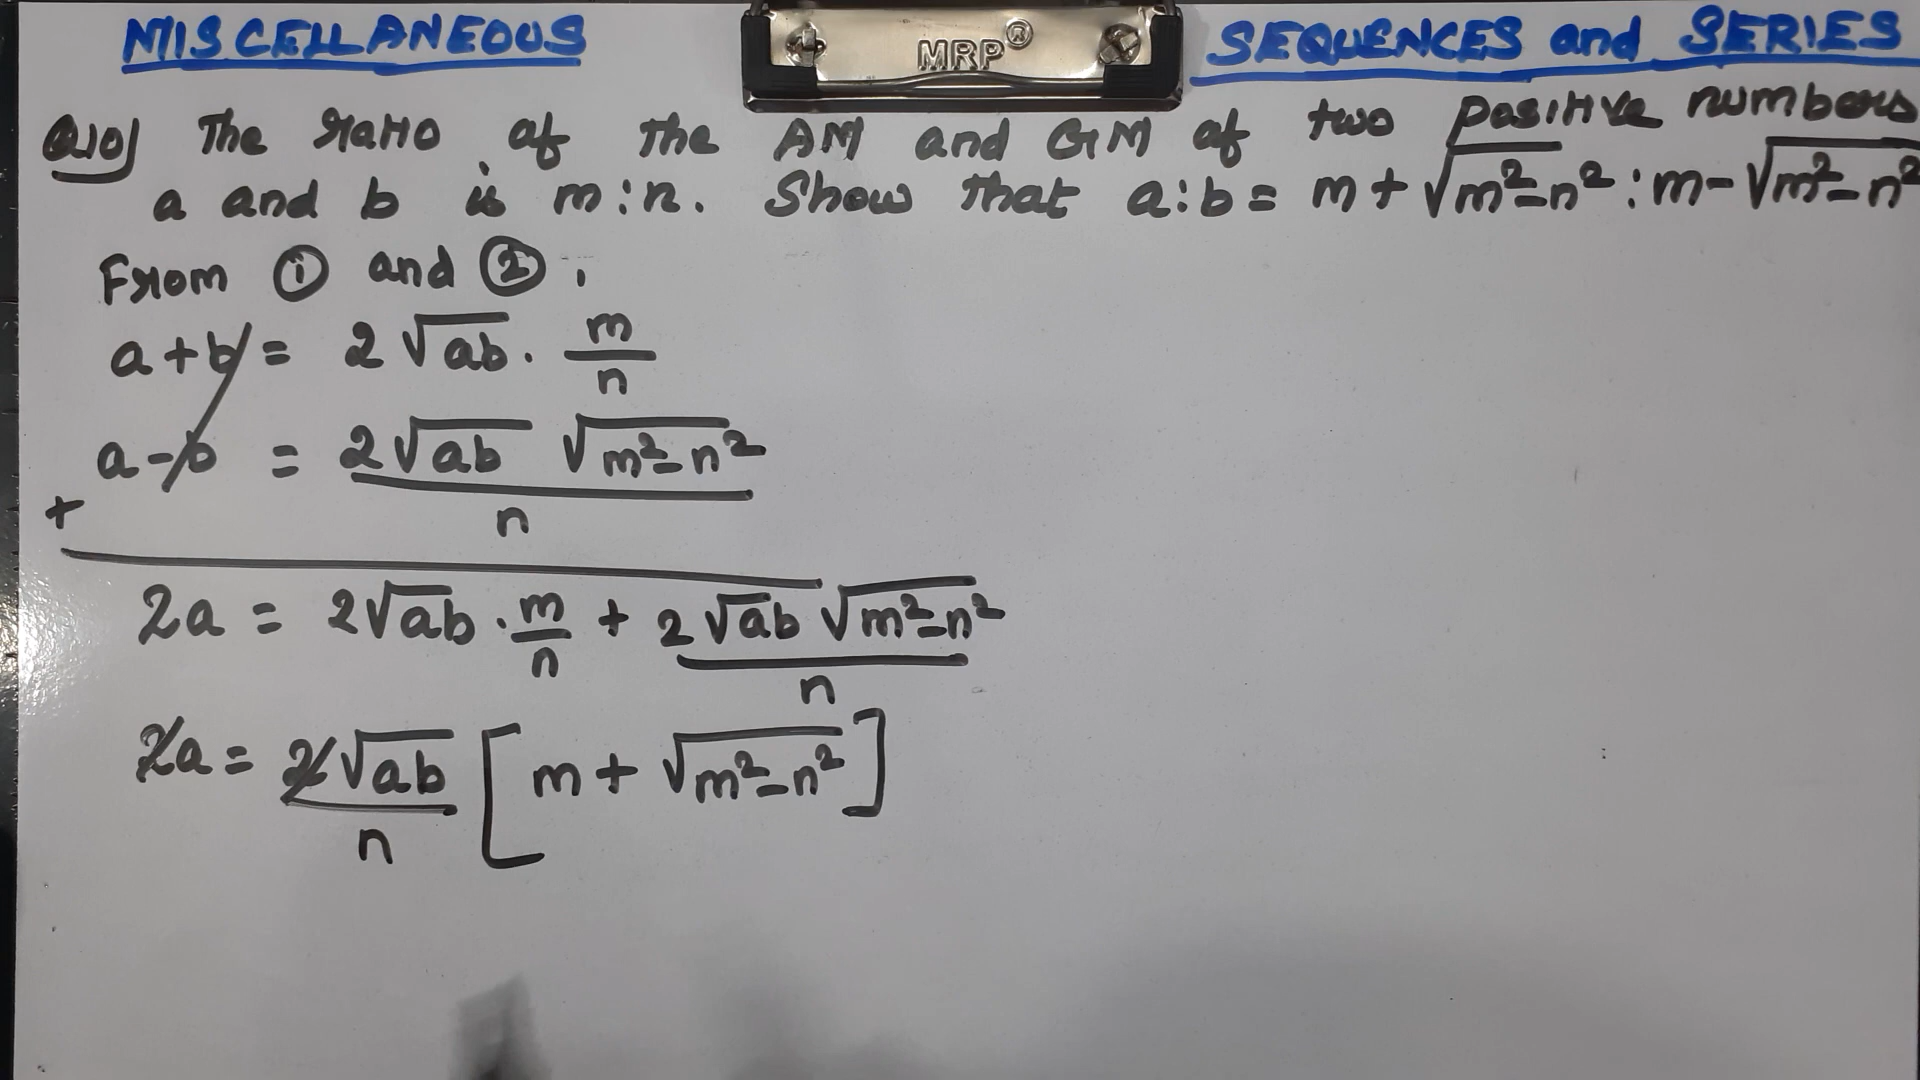 MISCELLANEOUS
MRP®
SEQUENCES and SERIES
Q10) The ratio of the AM and GM of two positive numbers
a and b is m:n. Show that a:b = m + √(m²-n²) : m - √(m²-n²)
From ① and ②,
a + b = 2√ab . m/n
a - b = 2√ab √(m²-n²) / n
+
2a = 2√ab . m/n + 2√ab √(m²-n²) / n
2a = 2√ab / n [m + √(m²-n²)]